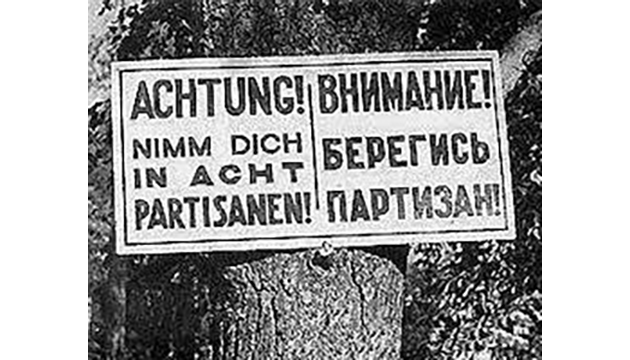 ACHTUNG!
NIMM DICH
IN ACHT
PARTISANEN!
ВНИМАНИЕ!
БЕРЕГИСЬ
ПАРТИЗАН!